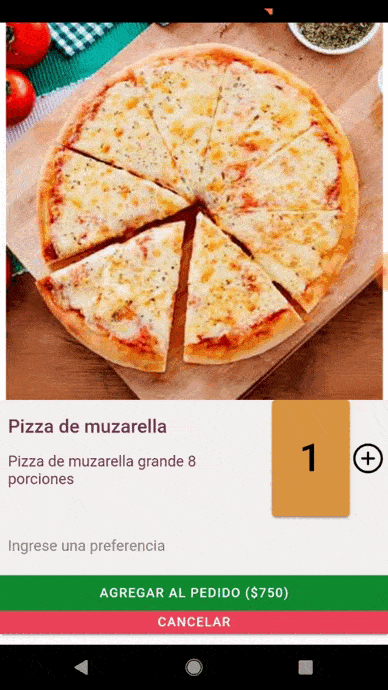 Pizza de muzarella
Pizza de muzarella grande 8
porciones
1
Ingrese una preferencia
AGREGAR AL PEDIDO ($750)
CANCELAR